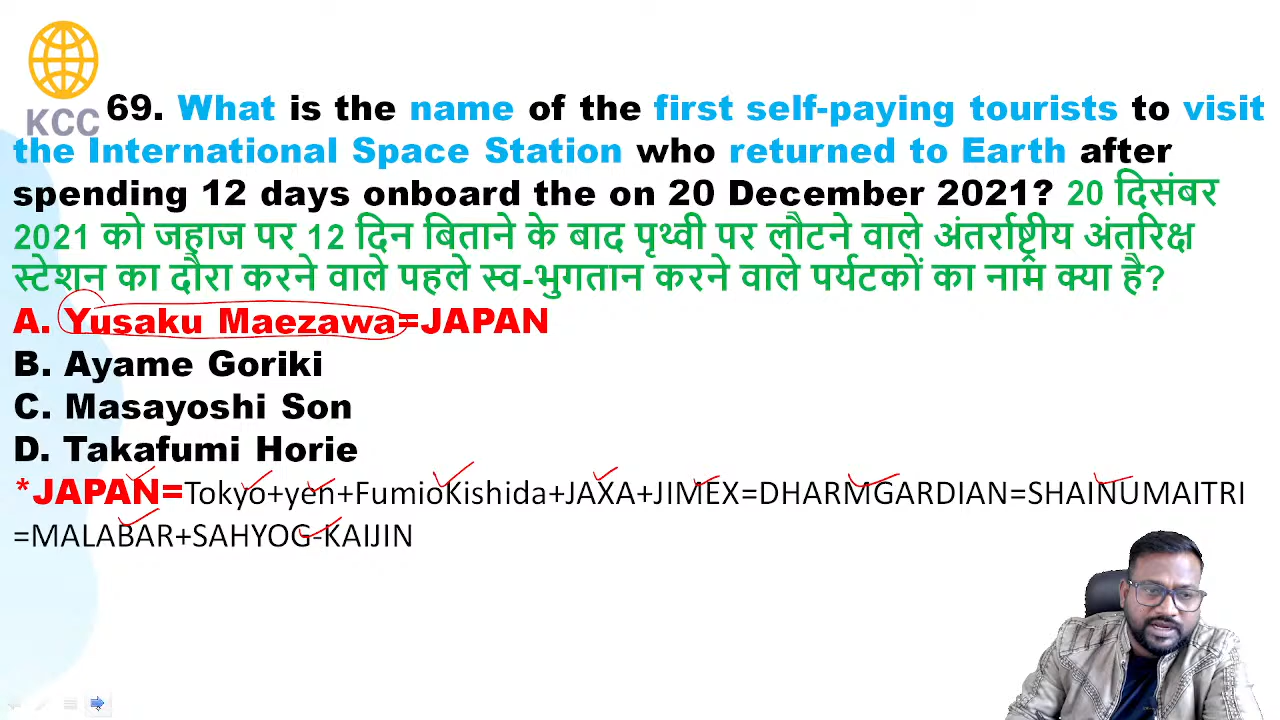 KCC
69. What is the name of the first self-paying tourists to visit
the International Space Station who returned to Earth after
spending 12 days onboard the on 20 December 2021? 20 दिसंबर
2021 को जहाज पर 12 दिन बिताने के बाद पृथ्वी पर लौटने वाले अंतर्राष्ट्रीय अंतरिक्ष
स्टेशन का दौरा करने वाले पहले स्व-भुगतान करने वाले पर्यटकों का नाम क्या है?
A. Yusaku Maezawa=JAPAN
B. Ayame Goriki
C. Masayoshi Son
D. Takafumi Horie
*JAPAN=Tokyo+yen+FumioKishida+JAXA+JIMEX=DHARMGARDIAN=SHAINUMAITRI
=MALABAR+SAHYOG-KAIJIN